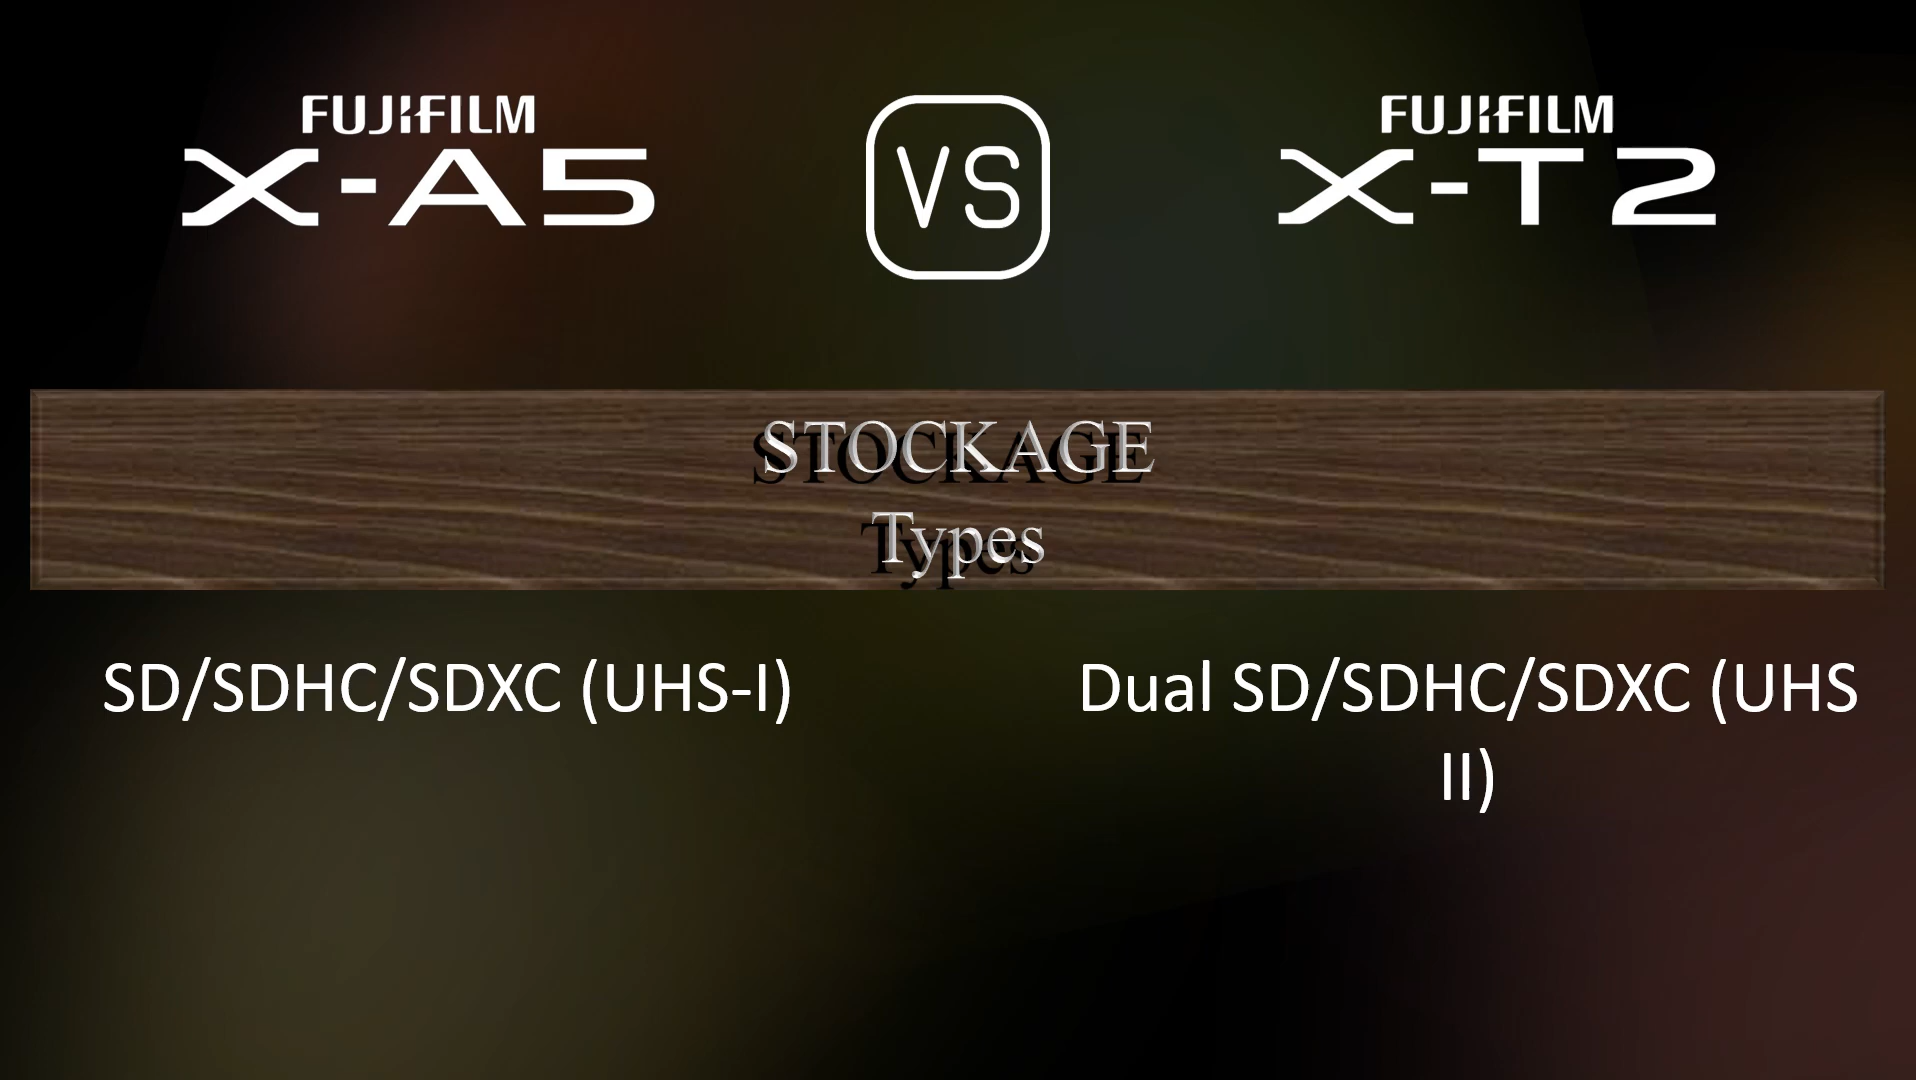 FUJIFILM
X-A5
VS
FUJIFILM
X-T2
STOCKAGE
Types
SD/SDHC/SDXC (UHS-I)
Dual SD/SDHC/SDXC (UHS
II)